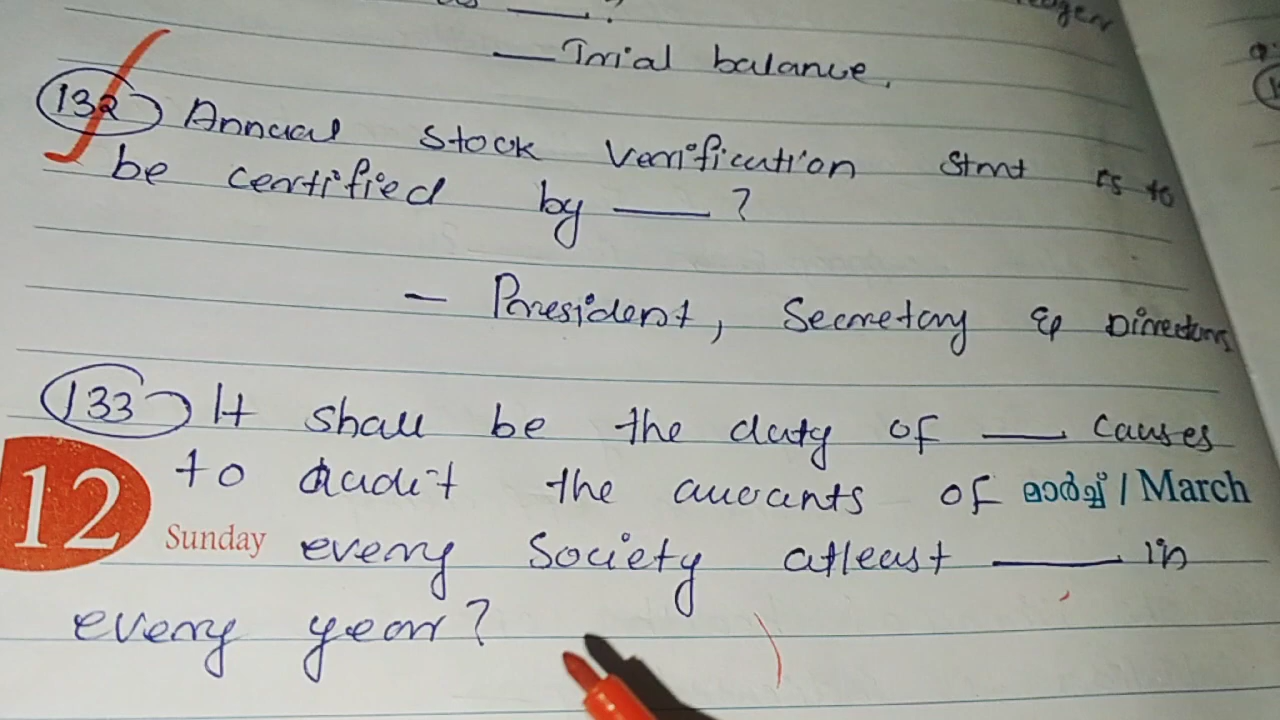 — Trial balance.
132 Annual stock verification Stmt is to
be certified by — ?
— President, Secretary & Directors
133 It shall be the duty of — causes
to audit the accounts of മാർച്ച് / March
12 Sunday every Society atleast — in
every year?